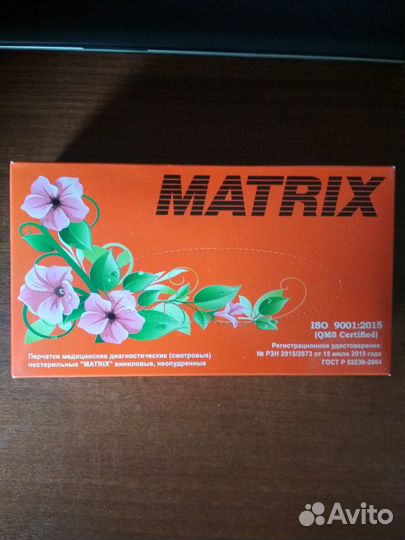 MATRIX
ISO 9001:2015
(QMS Certified)
Регистрационное удостоверение:
№ РЗН 2015/2873 от 15 июля 2015 года
ГОСТ Р 52239-2004
Перчатки медицинские диагностические (смотровые)
нестерильные "MATRIX" виниловые, неопудренные
Avito